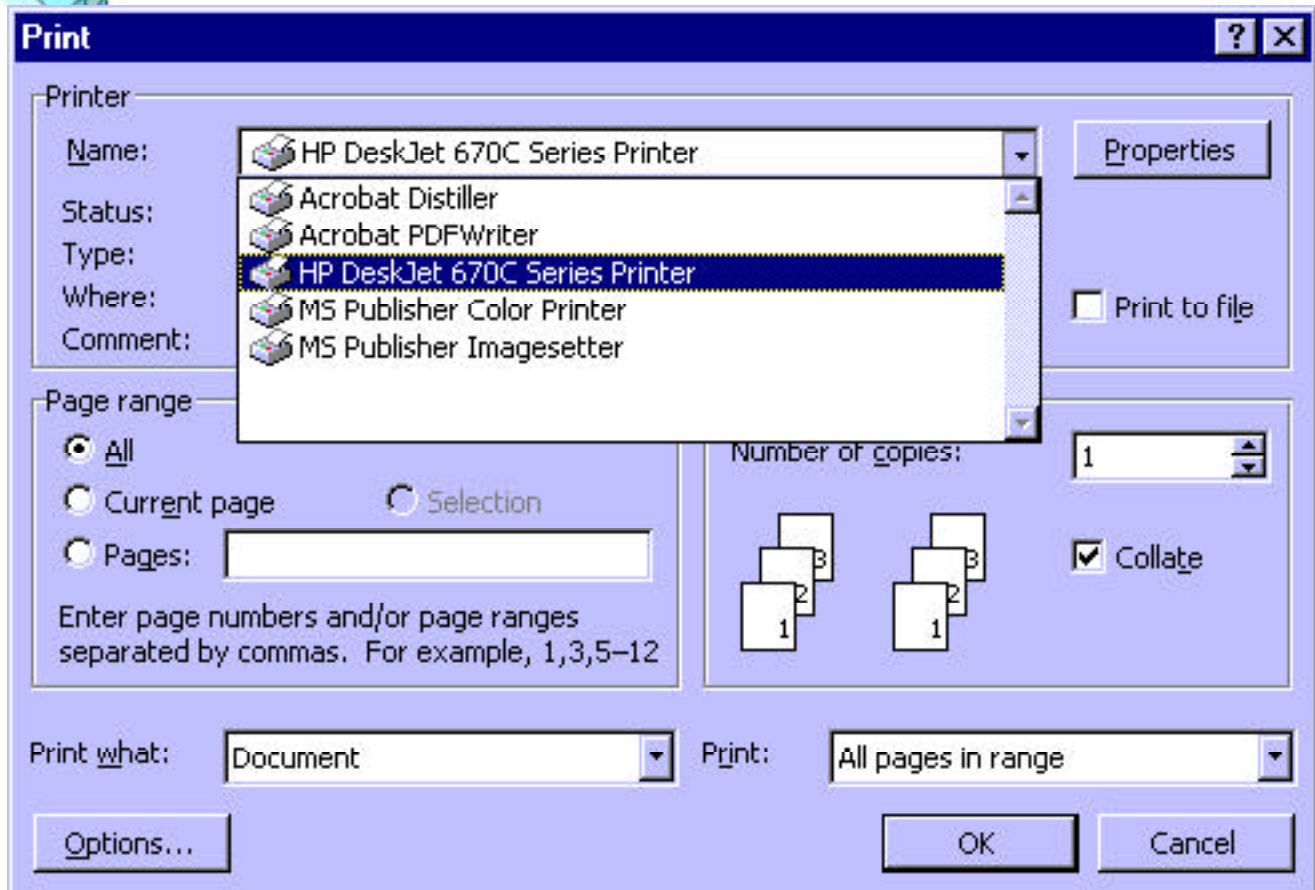 Print
Printer
Name:
HP DeskJet 670C Series Printer
Properties
Acrobat Distiller
Acrobat PDFWriter
HP DeskJet 670C Series Printer
MS Publisher Color Printer
MS Publisher Imagesetter
Status:
Type:
Where:
Comment:
Print to file
Page range
All
Current page
Selection
Pages:
Enter page numbers and/or page ranges
separated by commas. For example, 1,3,5–12
Number of copies:
1
3
2
1
3
2
1
Collate
Print what:
Document
Print:
All pages in range
Options...
OK
Cancel